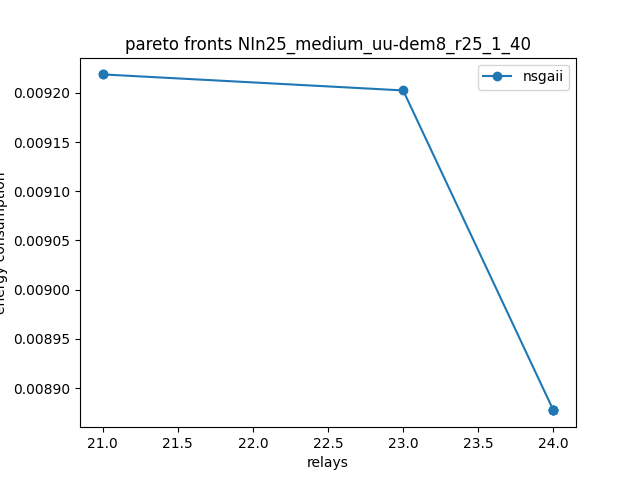 pareto fronts NIn25_medium_uu-dem8_r25_1_40
nsgaii
0.00920
0.00915
0.00910
0.00905
0.00900
0.00895
0.00890
energy consumption
21.0 21.5 22.0 22.5 23.0 23.5 24.0
relays